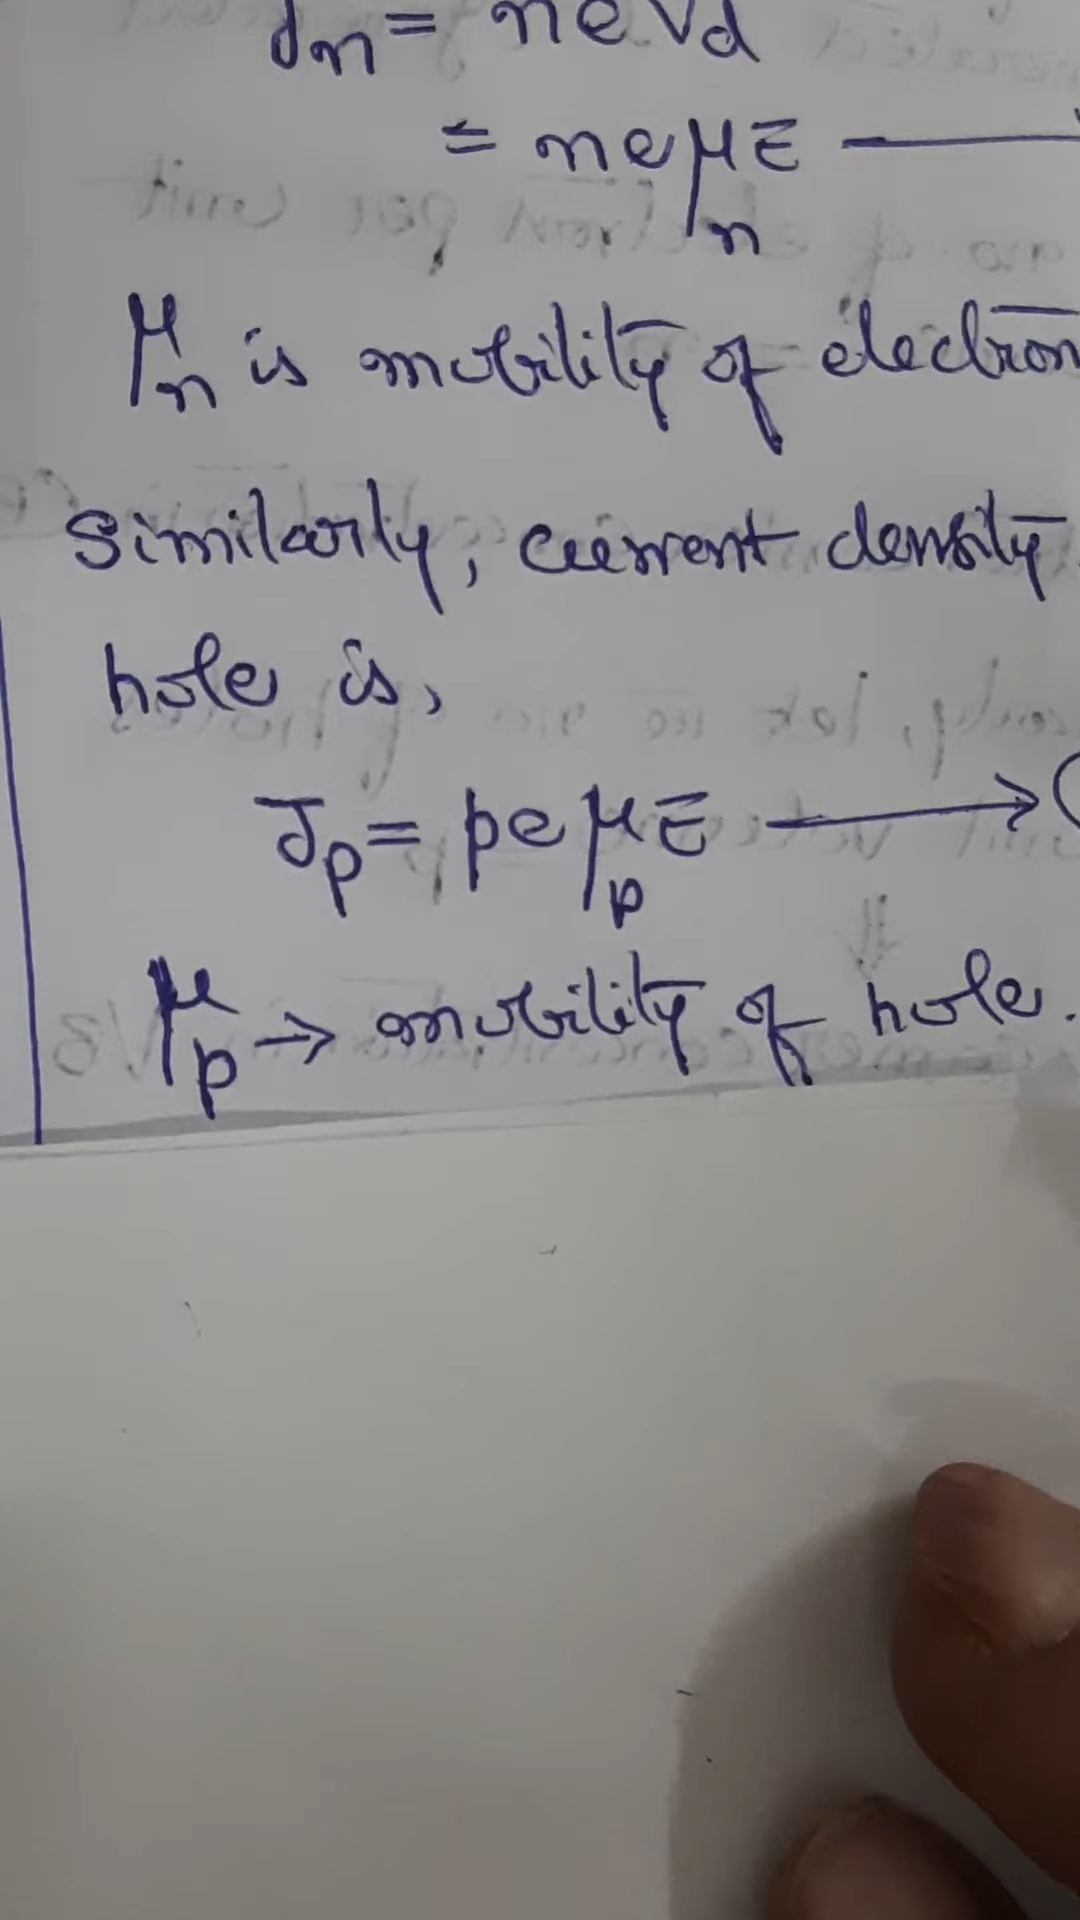 Jn = neVd
= neμnE
μn is mobility of electron
Similarly, current density
hole is,
Jp = peμpE →
μp → mobility of hole.